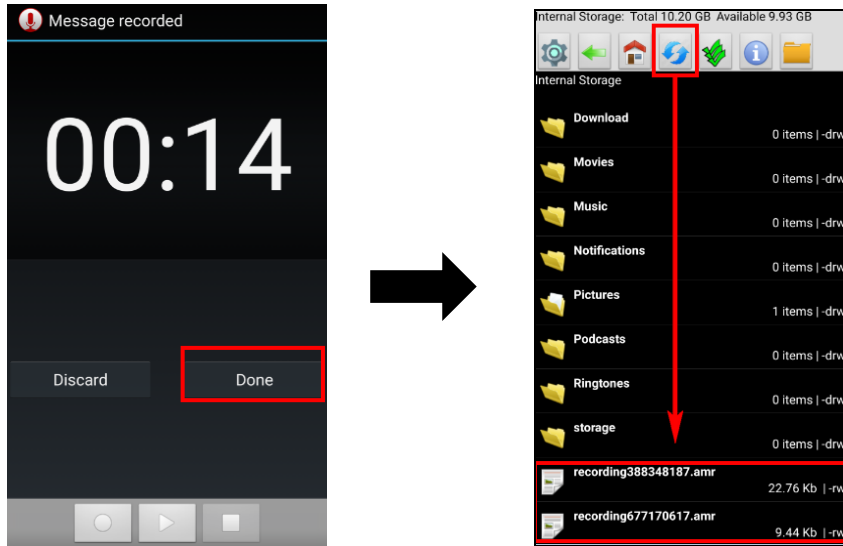 Message recorded
00:14
Discard
Done
Internal Storage: Total 10.20 GB Available 9.93 GB
Internal Storage
Download
0 items | -drw
Movies
0 items | -drw
Music
0 items | -drw
Notifications
0 items | -drw
Pictures
1 items | -drw
Podcasts
0 items | -drw
Ringtones
0 items | -drw
storage
0 items | -drw
recording388348187.amr
22.76 Kb | -rw
recording677170617.amr
9.44 Kb | -rw